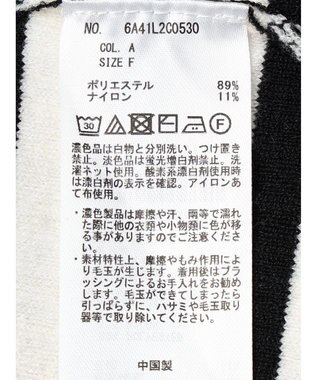 NO. 6A41L2C0530
COL. A
SIZE F
ポリエステル 89%
ナイロン 11%
30 F
濃色品は白物と分別洗い。つけ置き
禁止。淡色品は蛍光増白剤禁止。洗
濯ネット使用。酸素系漂白剤使用時
は漂白剤の表示を確認。アイロンあ
て布使用。
・濃色製品は摩擦や汗、雨等で濡れ
た際に他の衣類や小物類に色が移
る事がありますのでご注意くださ
い。
・素材特性上、摩擦やもみ作用によ
り毛玉が生じます。着用後はブラ
ッシングによるお手入れをお勧め
します。毛玉ができてしまったら
引っぱらずに、ハサミや毛玉取り
器等で取り除いてください。
中国製